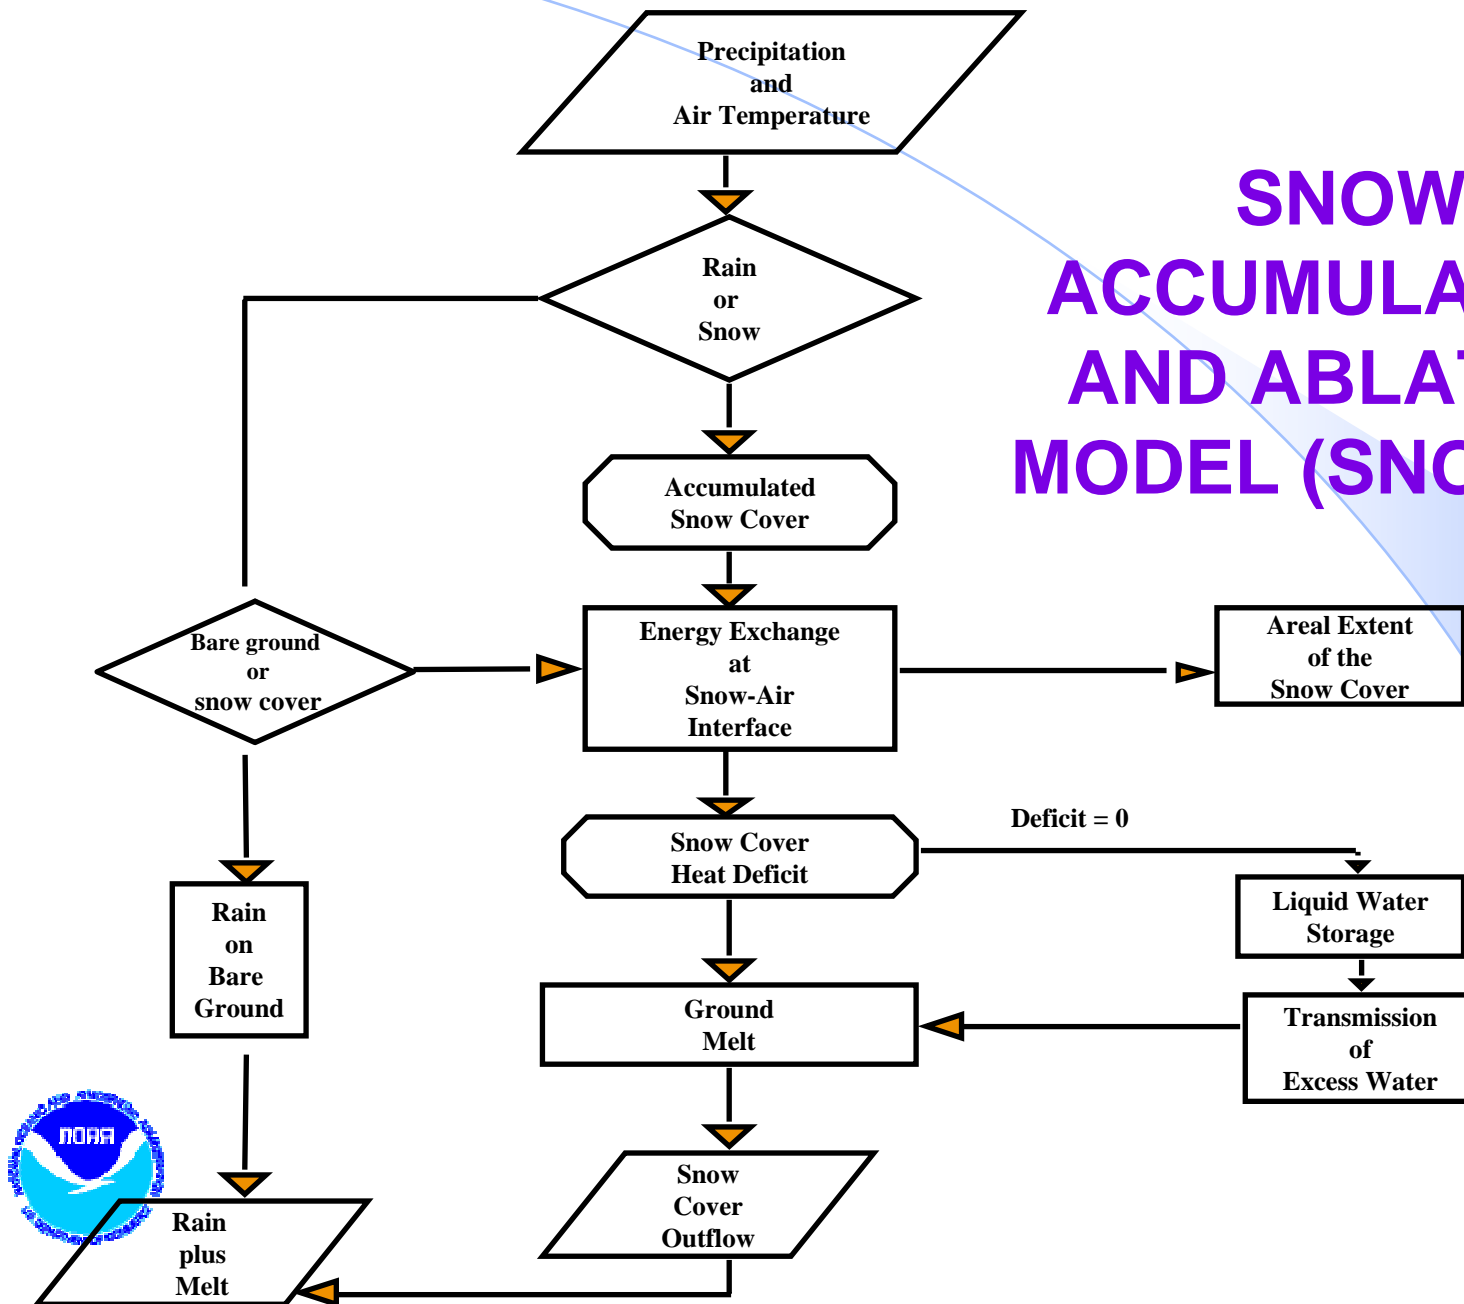 Precipitation
and
Air Temperature
SNOW
ACCUMULA
AND ABLAT
MODEL (SNO
Rain
or
Snow
Accumulated
Snow Cover
Bare ground
or
snow cover
Energy Exchange
at
Snow-Air
Interface
Areal Extent
of the
Snow Cover
Snow Cover
Heat Deficit
Deficit = 0
Liquid Water
Storage
Rain
on
Bare
Ground
Ground
Melt
Transmission
of
Excess Water
NOAA
Snow
Cover
Outflow
Rain
plus
Melt